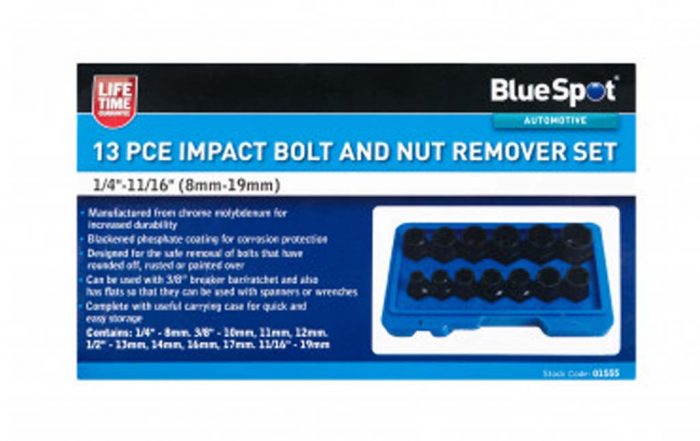 LIFE
TIME
GUARANTEE
BlueSpot®
AUTOMOTIVE
13 PCE IMPACT BOLT AND NUT REMOVER SET
1/4"-11/16" (8mm-19mm)
• Manufactured from chrome molybdenum for
increased durability
• Blackened phosphate coating for corrosion protection
• Designed for the safe removal of bolts that have
rounded off, rusted or painted over
• Can be used with 3/8" breaker bar/ratchet and also
has flats so that they can be used with spanners or wrenches
• Complete with useful carrying case for quick and
easy storage
Contains: 1/4" - 8mm. 3/8" - 10mm, 11mm, 12mm.
1/2" - 13mm, 14mm, 16mm, 17mm. 11/16" - 19mm
Stock Code: 01555